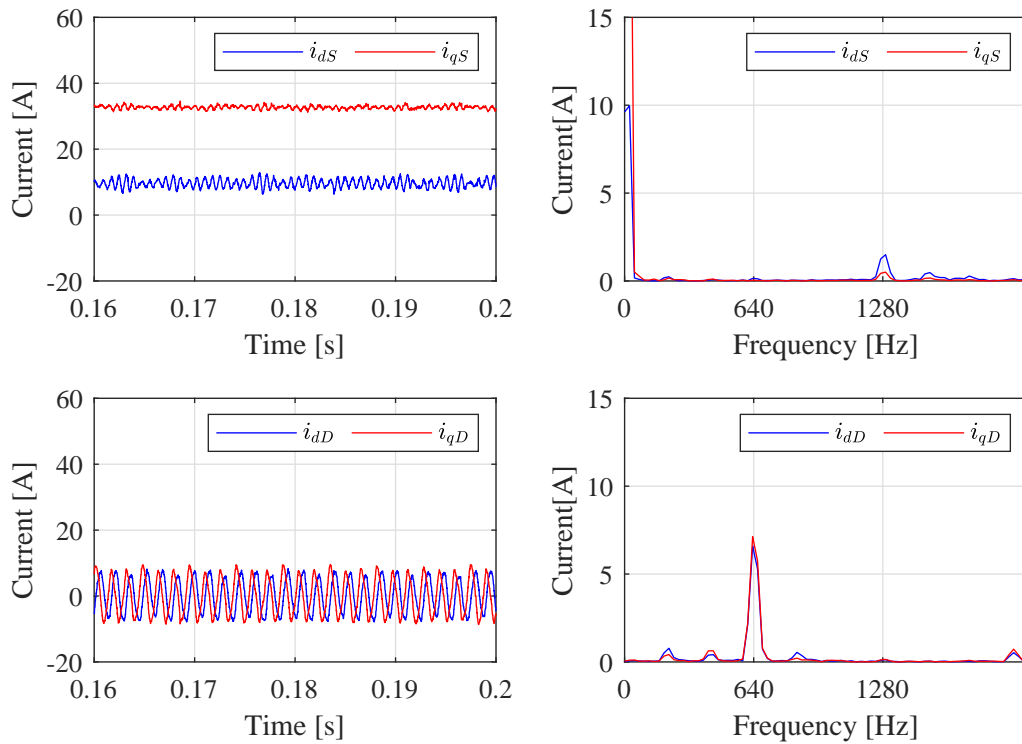 60
40
20
0
-20
Current [A]
i_dS i_qS
0.16 0.17 0.18 0.19 0.2
Time [s]
15
10
5
0
Current[A]
i_dS i_qS
0 640 1280
Frequency [Hz]
60
40
20
0
-20
Current [A]
i_dD i_qD
0.16 0.17 0.18 0.19 0.2
Time [s]
15
10
5
0
Current[A]
i_dD i_qD
0 640 1280
Frequency [Hz]